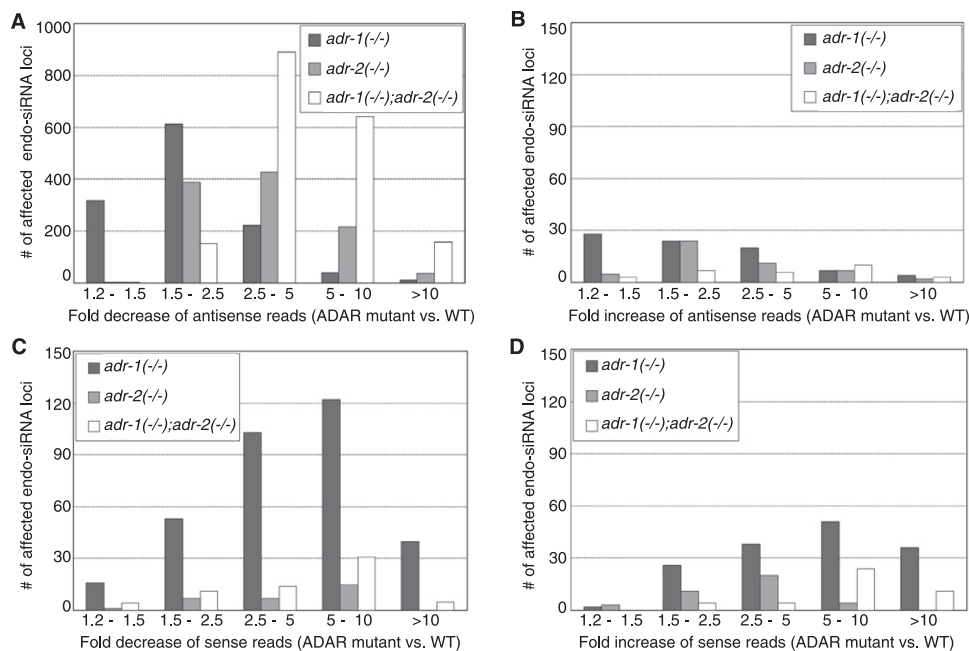 A
# of affected endo-siRNA loci
1000
800
600
400
200
0
adr-1(-/-)
adr-2(-/-)
adr-1(-/-);adr-2(-/-)
1.2 - 1.5 1.5 - 2.5 2.5 - 5 5 - 10 >10
Fold decrease of antisense reads (ADAR mutant vs. WT)
B
# of affected endo-siRNA loci
150
120
90
60
30
0
adr-1(-/-)
adr-2(-/-)
adr-1(-/-);adr-2(-/-)
1.2 - 1.5 1.5 - 2.5 2.5 - 5 5 - 10 >10
Fold increase of antisense reads (ADAR mutant vs. WT)
C
# of affected endo-siRNA loci
150
120
90
60
30
0
adr-1(-/-)
adr-2(-/-)
adr-1(-/-);adr-2(-/-)
1.2 - 1.5 1.5 - 2.5 2.5 - 5 5 - 10 >10
Fold decrease of sense reads (ADAR mutant vs. WT)
D
# of affected endo-siRNA loci
150
120
90
60
30
0
adr-1(-/-)
adr-2(-/-)
adr-1(-/-);adr-2(-/-)
1.2 - 1.5 1.5 - 2.5 2.5 - 5 5 - 10 >10
Fold increase of sense reads (ADAR mutant vs. WT)